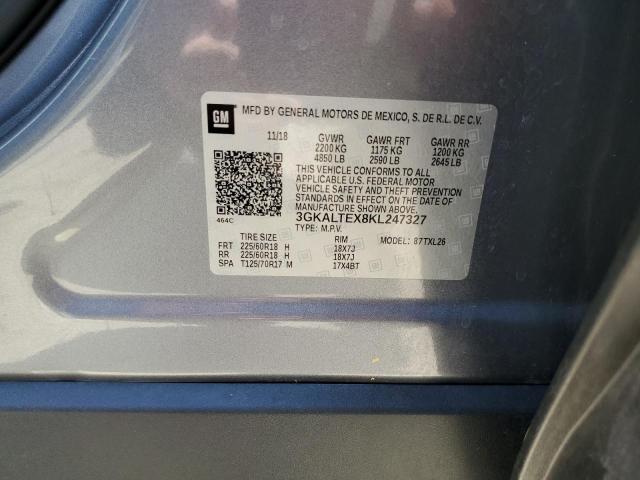 GM
MFD BY GENERAL MOTORS DE MEXICO, S. DE R.L. DE C.V.
11/18 GVWR GAWR FRT GAWR RR
2200 KG 1175 KG 1200 KG
4850 LB 2590 LB 2645 LB
THIS VEHICLE CONFORMS TO ALL
APPLICABLE U.S. FEDERAL MOTOR
VEHICLE SAFETY AND THEFT PREVENTION
STANDARDS IN EFFECT ON THE DATE OF
MANUFACTURE SHOWN ABOVE.
3GKALTEX8KL247327
464C
TYPE: M.P.V.
TIRE SIZE RIM MODEL: 87TXL26
FRT 225/60R18 H 18X7J
RR 225/60R18 H 18X7J
SPA T125/70R17 M 17X4BT